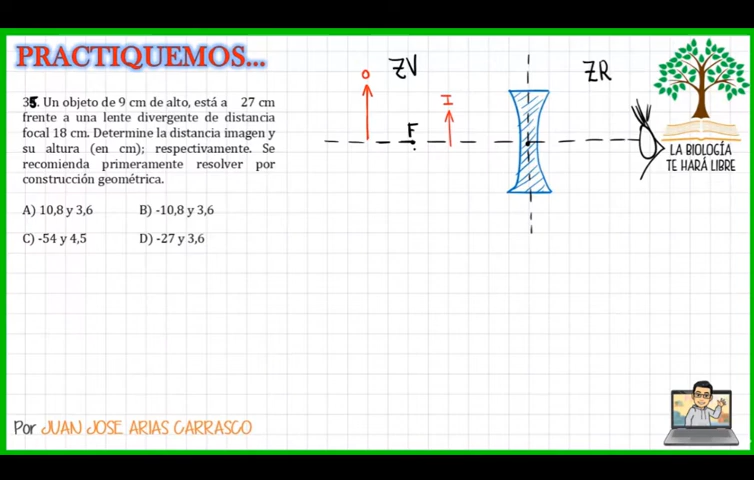 PRACTIQUEMOS...
35. Un objeto de 9 cm de alto, está a 27 cm
frente a una lente divergente de distancia
focal 18 cm. Determine la distancia imagen y
su altura (en cm); respectivamente. Se
recomienda primeramente resolver por
construcción geométrica.
A) 10,8 y 3,6 B) -10,8 y 3,6
C) -54 y 4,5 D) -27 y 3,6
O
ZV
I
F
ZR
LA BIOLOGÍA
TE HARÁ LIBRE
Por JUAN JOSE ARIAS CARRASCO